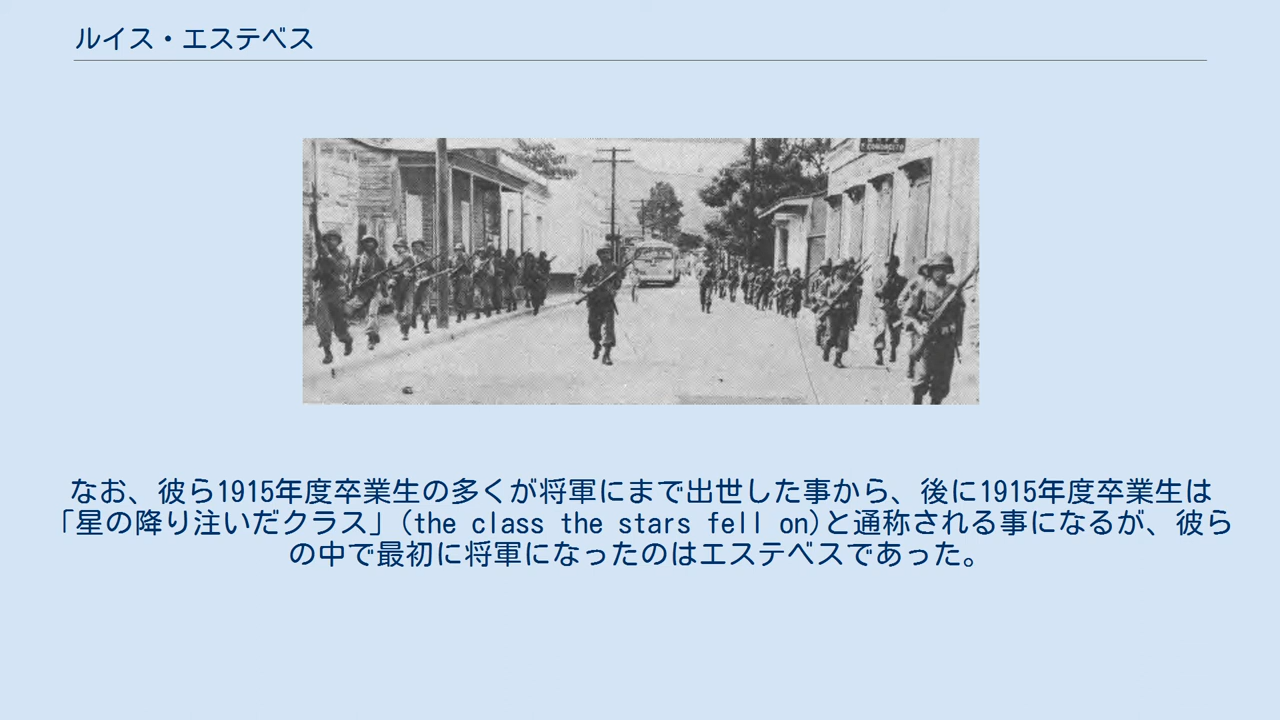 ルイス・エステベス
なお、彼ら1915年度卒業生の多くが将軍にまで出世した事から、後に1915年度卒業生は
「星の降り注いだクラス」(the class the stars fell on)と通称される事になるが、彼ら
の中で最初に将軍になったのはエステベスであった。